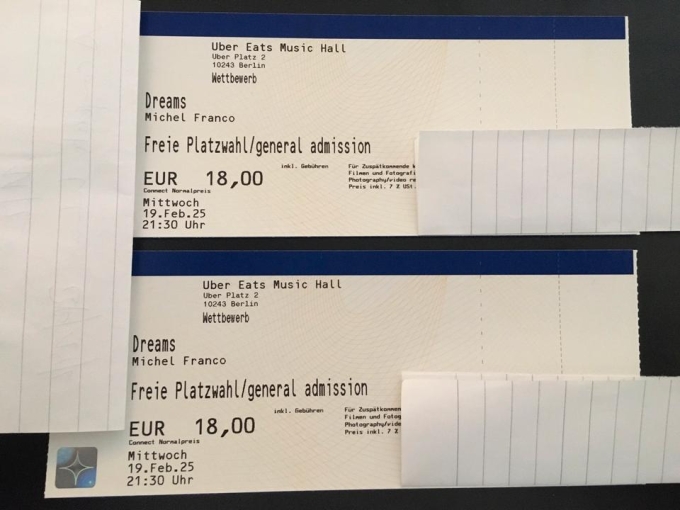 Uber Eats Music Hall
Uber Platz 2
10243 Berlin
Wettbewerb
Dreams
Michel Franco
Freie Platzwahl/general admission
inkl. Gebühren
EUR 18,00
Connect Normalpreis
Für Zuspätkommende
Filmen und Fotografi
Photography/video re
Preis inkl. 7 % USt.
Mittwoch
19.Feb.25
21:30 Uhr
Uber Eats Music Hall
Uber Platz 2
10243 Berlin
Wettbewerb
Dreams
Michel Franco
Freie Platzwahl/general admission
inkl. Gebühren
EUR 18,00
Connect Normalpreis
Für Zuspätkommen
Filmen und Fotog
Photography/vide
Preis inkl. 7 %
Mittwoch
19.Feb.25
21:30 Uhr